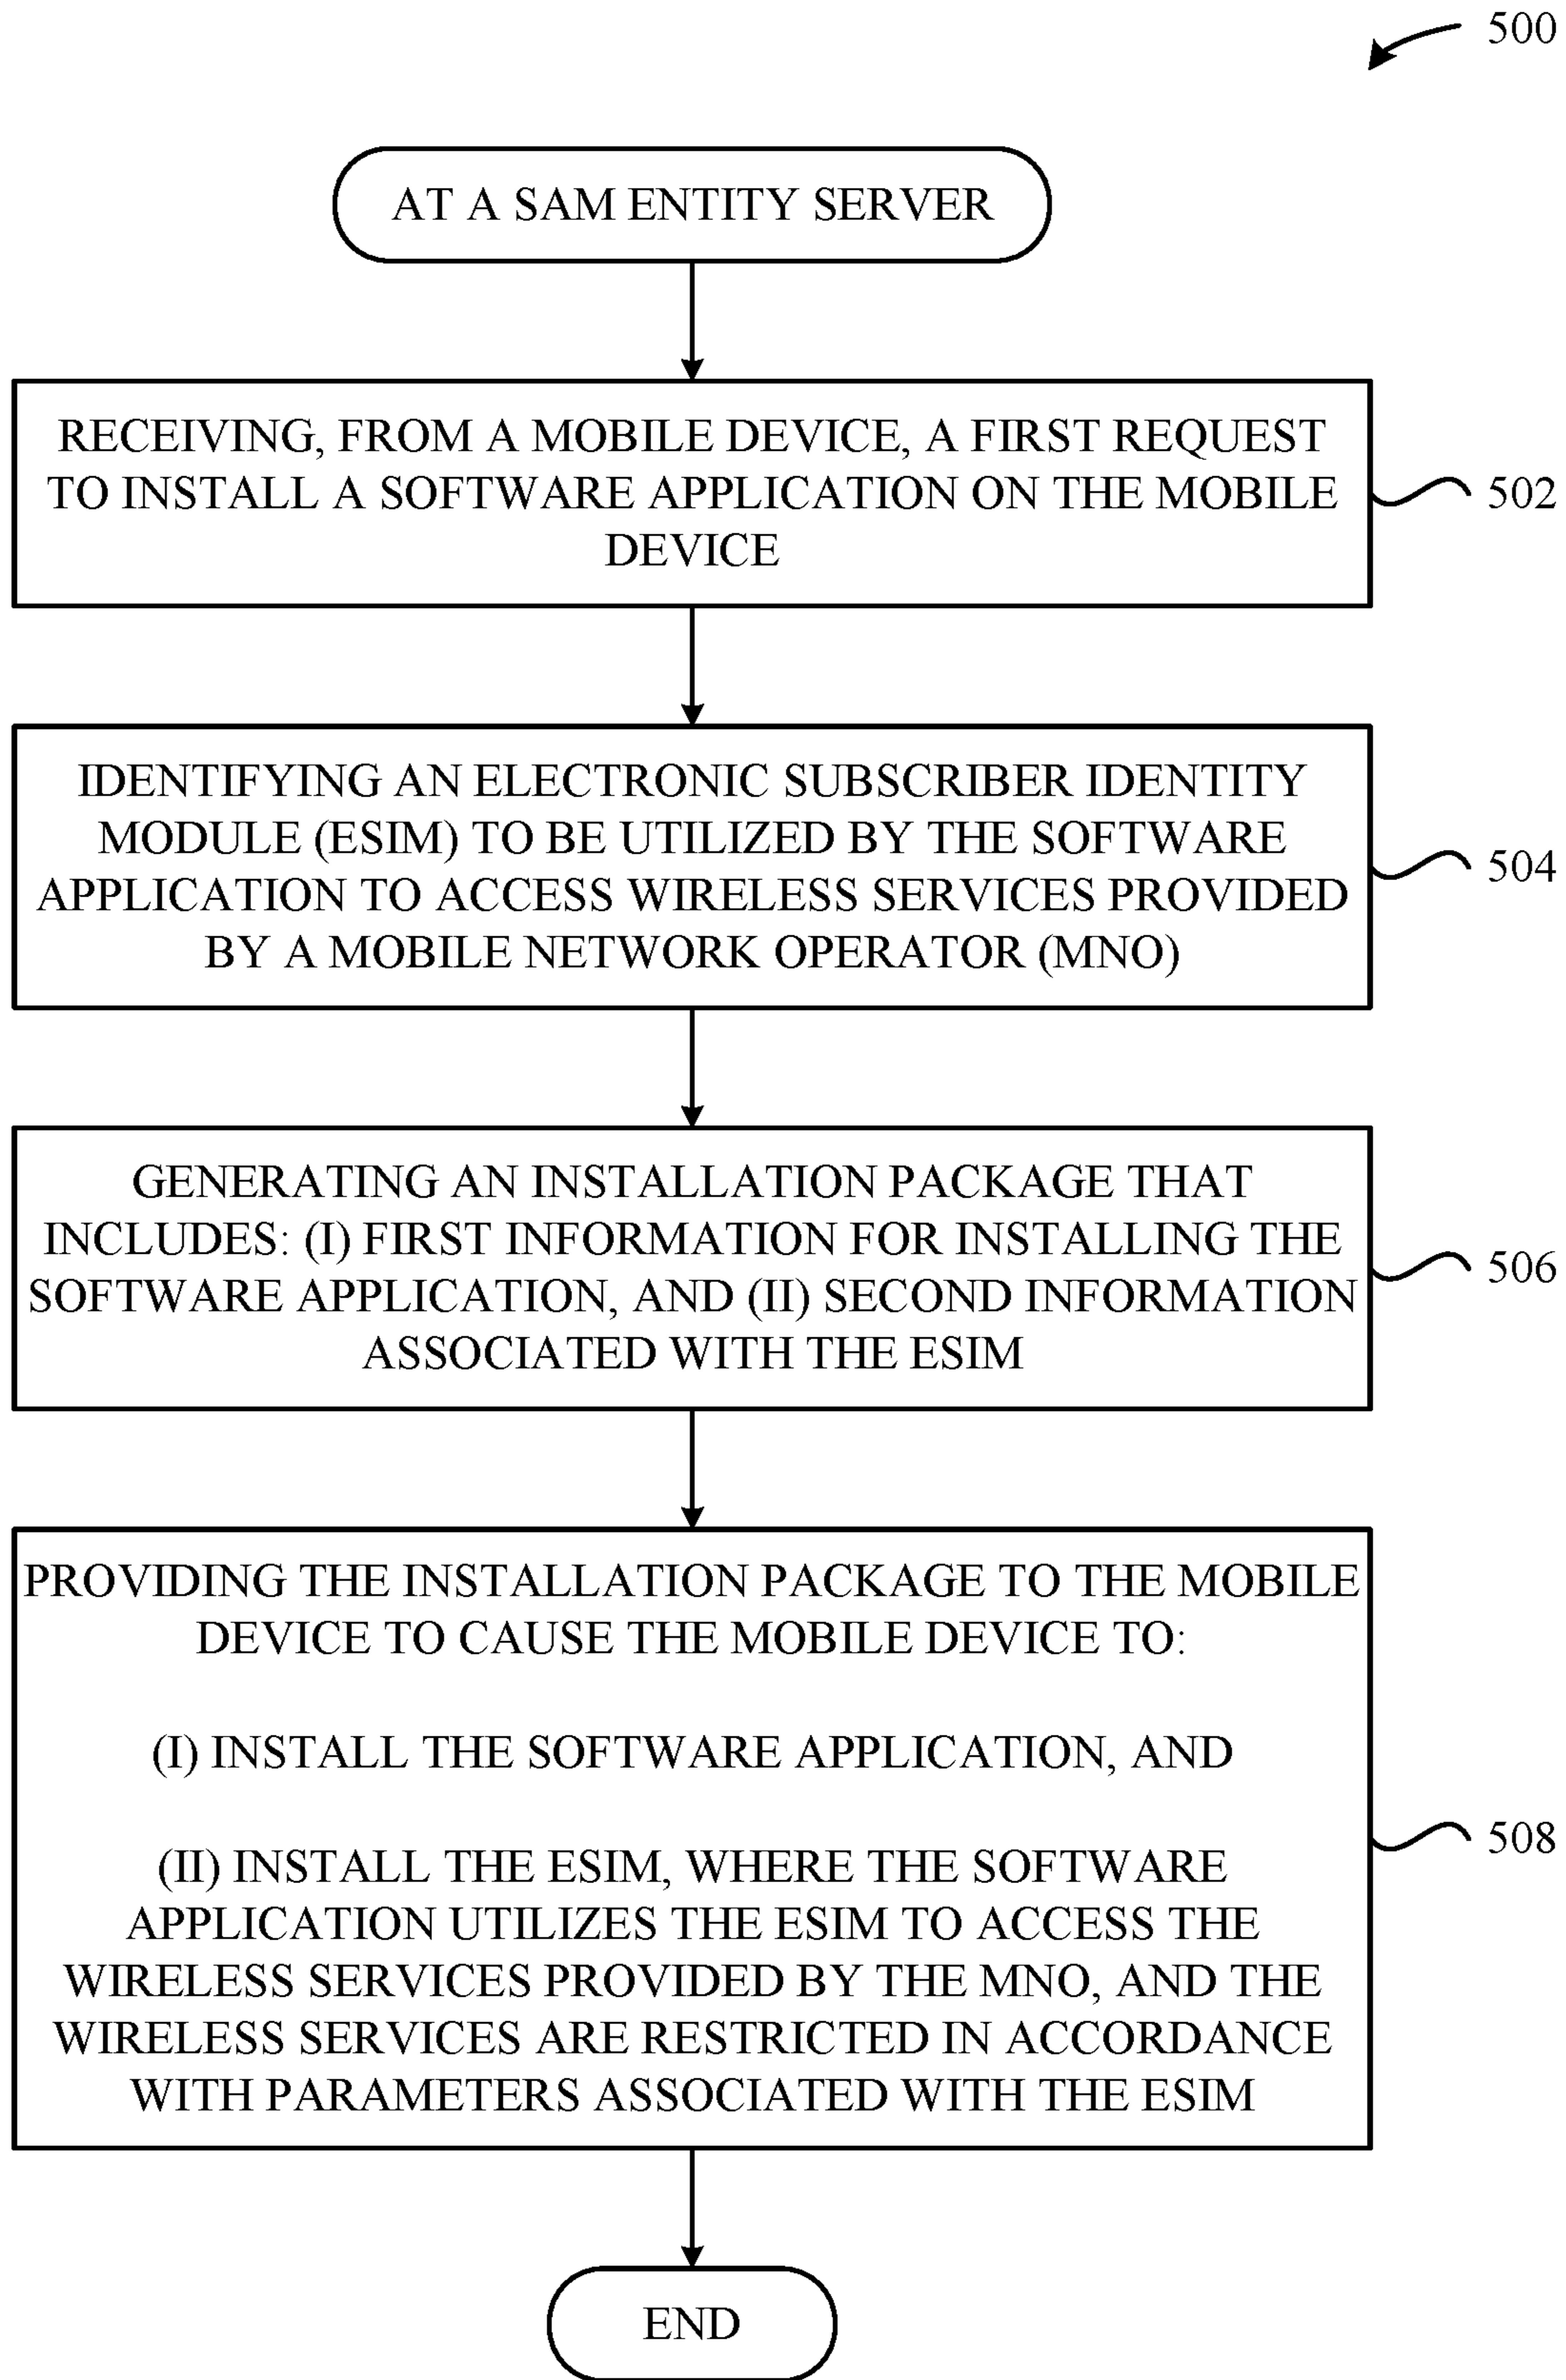 500
AT A SAM ENTITY SERVER
RECEIVING, FROM A MOBILE DEVICE, A FIRST REQUEST
TO INSTALL A SOFTWARE APPLICATION ON THE MOBILE
DEVICE
502
IDENTIFYING AN ELECTRONIC SUBSCRIBER IDENTITY
MODULE (ESIM) TO BE UTILIZED BY THE SOFTWARE
APPLICATION TO ACCESS WIRELESS SERVICES PROVIDED
BY A MOBILE NETWORK OPERATOR (MNO)
504
GENERATING AN INSTALLATION PACKAGE THAT
INCLUDES: (I) FIRST INFORMATION FOR INSTALLING THE
SOFTWARE APPLICATION, AND (II) SECOND INFORMATION
ASSOCIATED WITH THE ESIM
506
PROVIDING THE INSTALLATION PACKAGE TO THE MOBILE
DEVICE TO CAUSE THE MOBILE DEVICE TO:
(I) INSTALL THE SOFTWARE APPLICATION, AND
(II) INSTALL THE ESIM, WHERE THE SOFTWARE
APPLICATION UTILIZES THE ESIM TO ACCESS THE
WIRELESS SERVICES PROVIDED BY THE MNO, AND THE
WIRELESS SERVICES ARE RESTRICTED IN ACCORDANCE
WITH PARAMETERS ASSOCIATED WITH THE ESIM
508
END